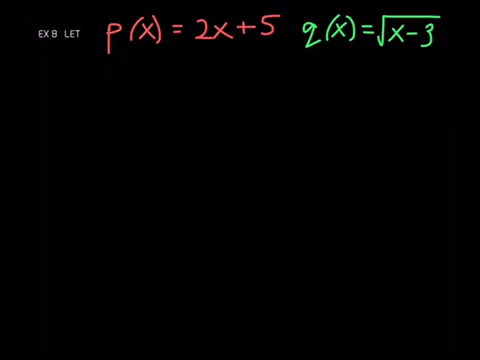 EX 8 LET p(x) = 2x+5 q(x)=√x-3